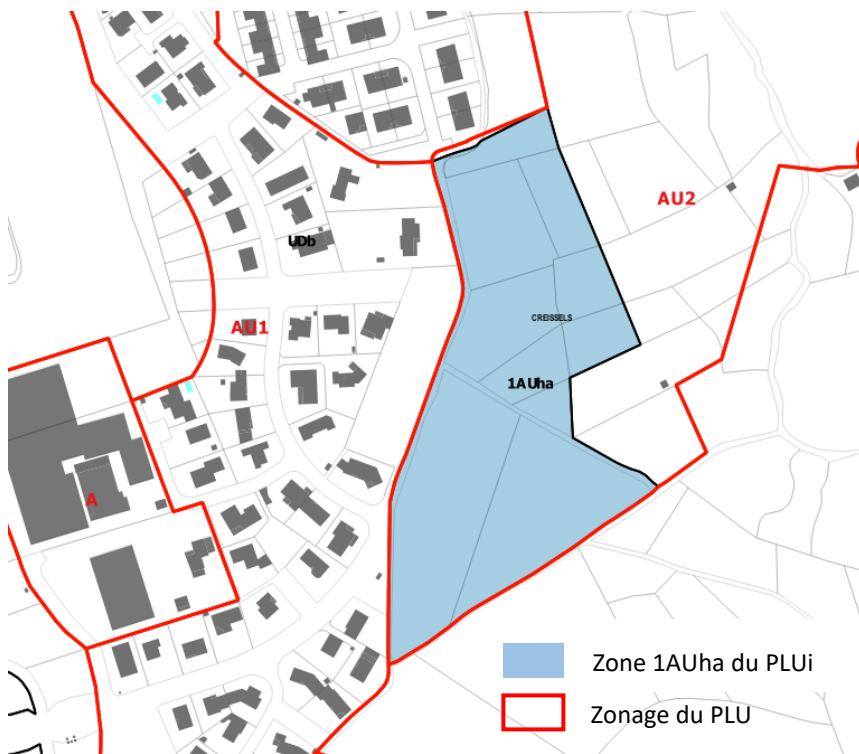 AU2
UDb
CREISSELS
AU1
1AUha
A
Zone 1AUha du PLUi
Zonage du PLU